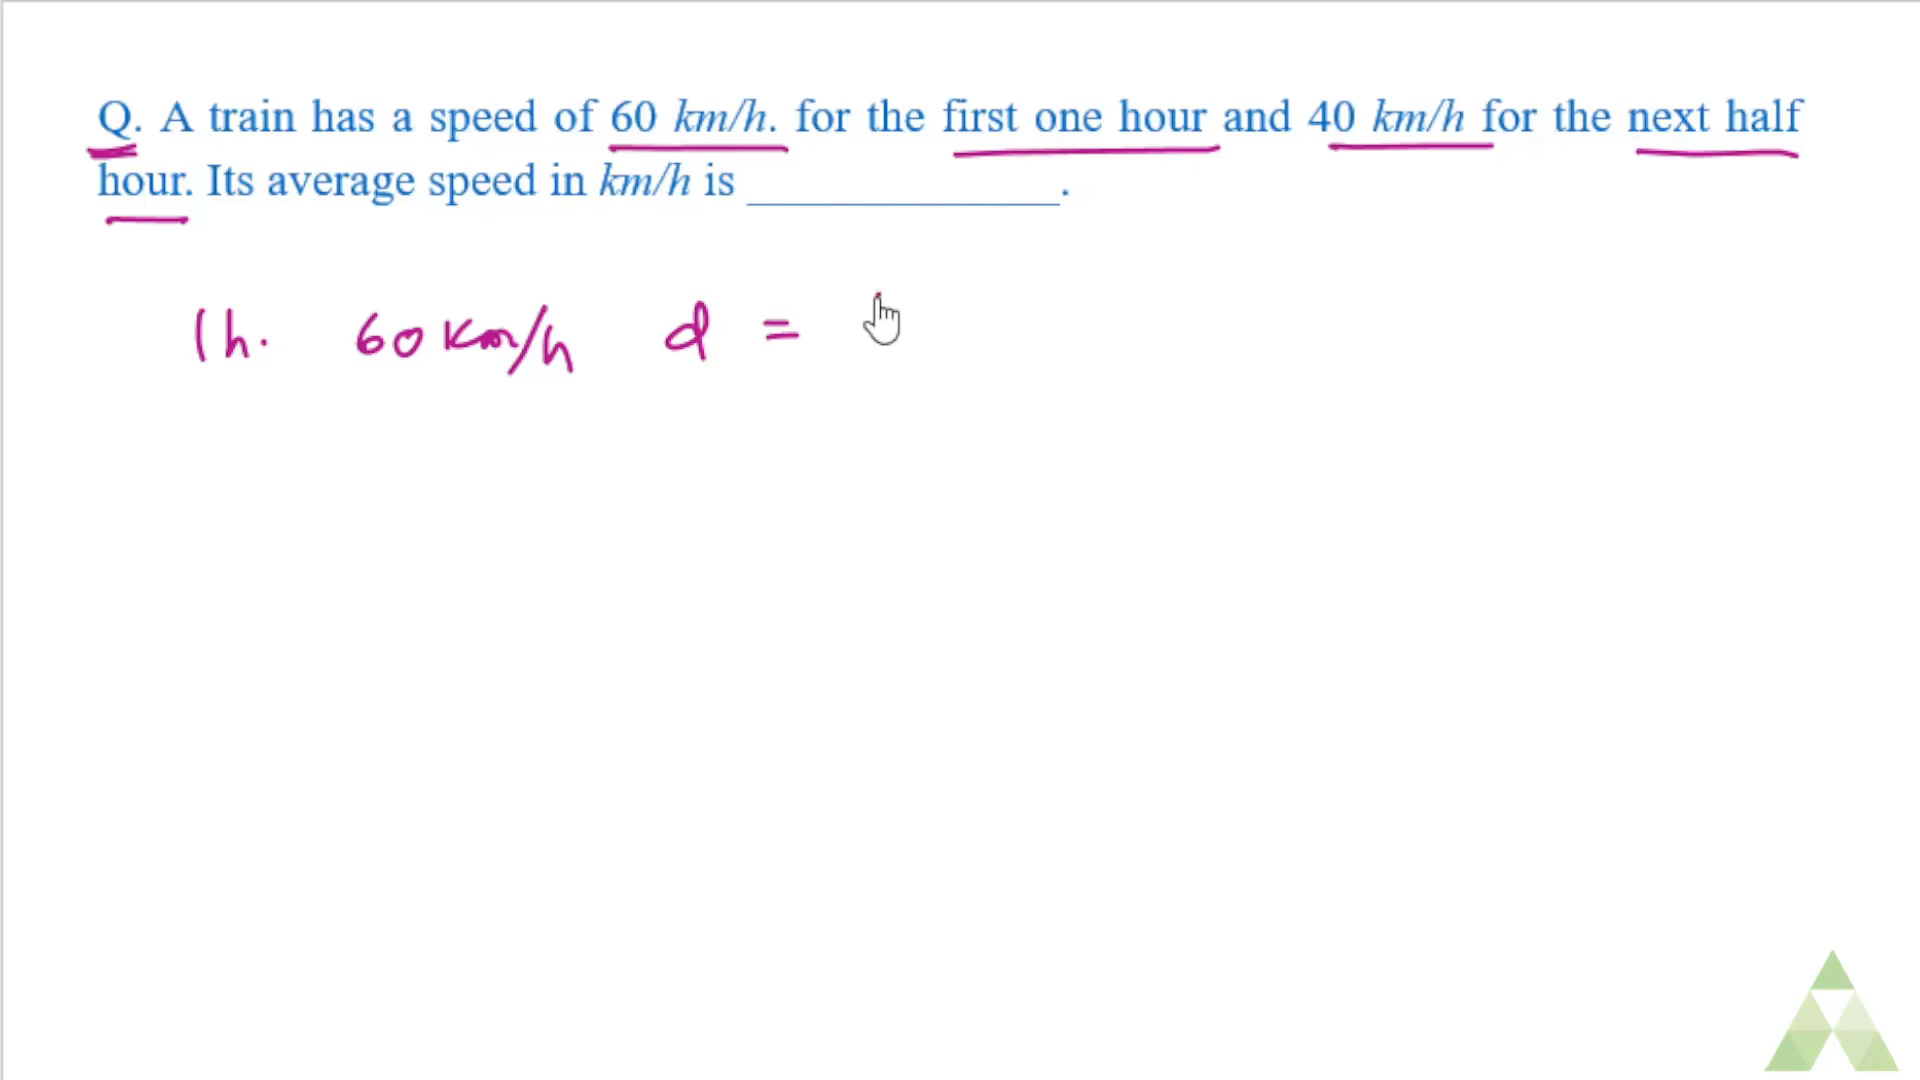 Q. A train has a speed of 60 km/h. for the first one hour and 40 km/h for the next half
hour. Its average speed in km/h is ______________.
1h. 60 km/h d =